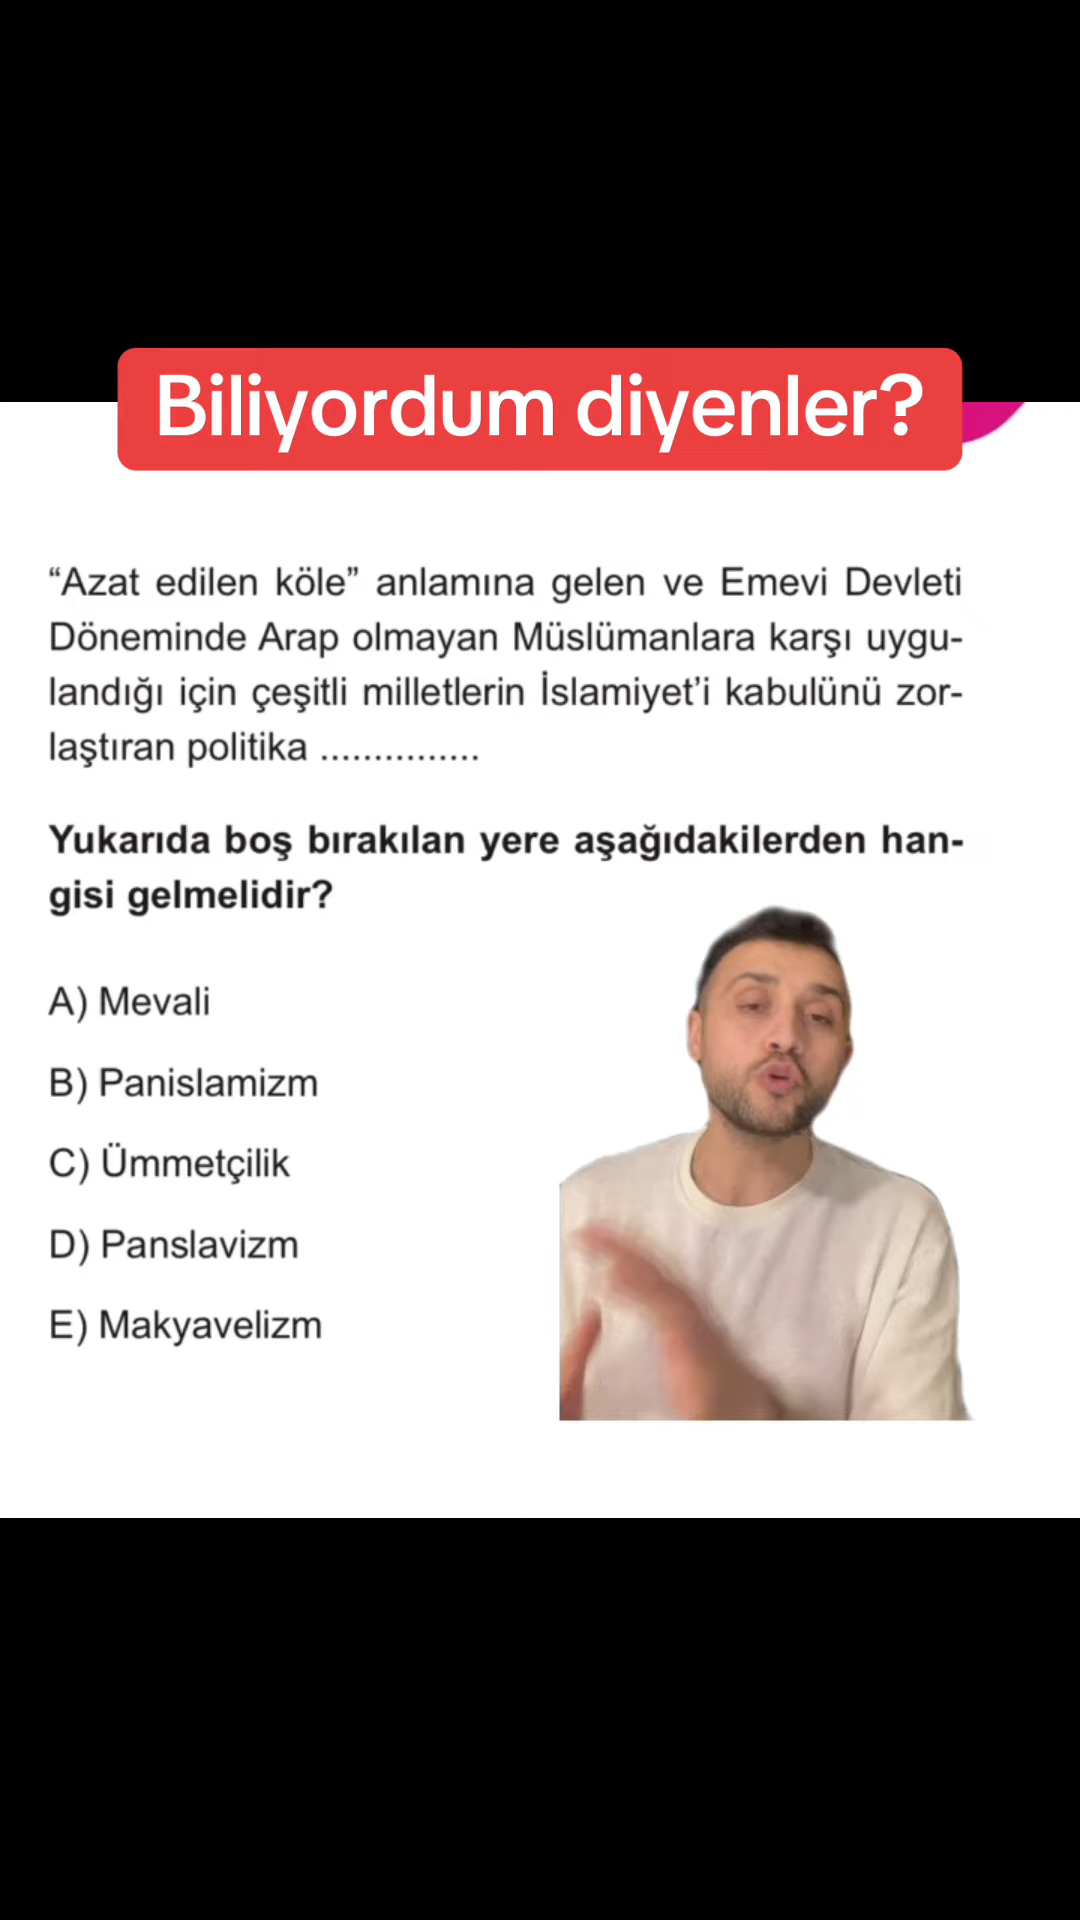 Biliyordum diyenler?
“Azat edilen köle” anlamına gelen ve Emevi Devleti
Döneminde Arap olmayan Müslümanlara karşı uygu-
landığı için çeşitli milletlerin İslamiyet’i kabulünü zor-
laştıran politika ...............
Yukarıda boş bırakılan yere aşağıdakilerden han-
gisi gelmelidir?
A) Mevali
B) Panislamizm
C) Ümmetçilik
D) Panslavizm
E) Makyavelizm